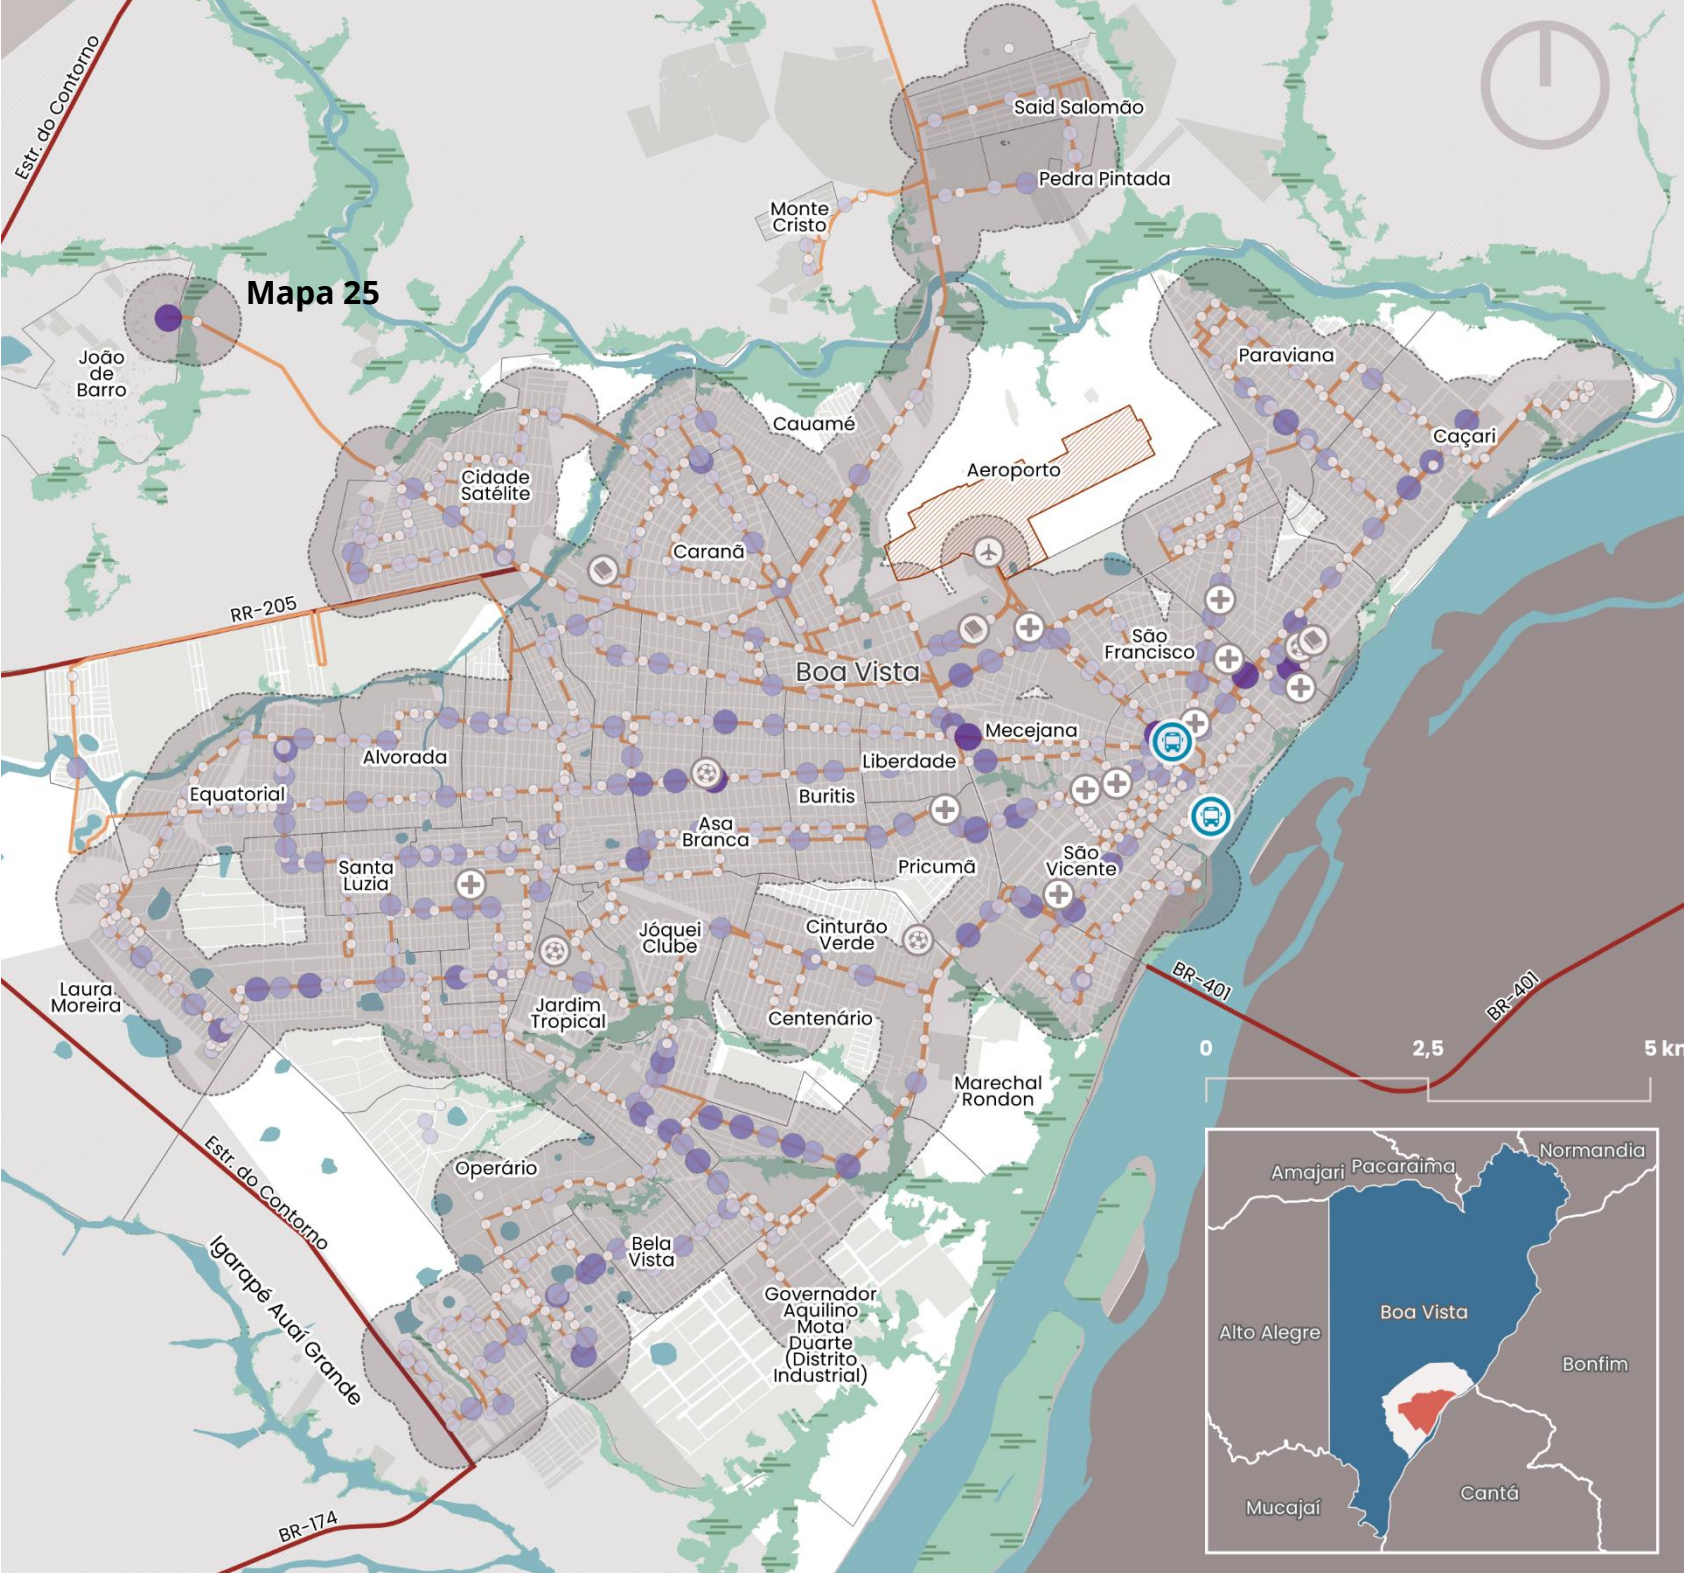 Estr. do Contorno
Said Salomão
Pedra Pintada
Monte
Cristo
Mapa 25
João
de
Barro
Paraviana
Cauamé
Caçari
Aeroporto
Cidade
Satélite
Caranã
RR-205
São
Francisco
Boa Vista
Mecejana
Alvorada
Liberdade
Equatorial
Buritis
Asa
Branca
São
Vicente
Santa
Luzia
Pricumã
Jóquei
Clube
Cinturão
Verde
BR-401
BR-401
Laura
Moreira
Jardim
Tropical
Centenário
0
2,5
5 km
Marechal
Rondon
Estr. do Contorno
Operário
Igarapé Auaí Grande
Bela
Vista
Governador
Aquilino
Mota
Duarte
(Distrito
Industrial)
BR-174
Amajari
Pacaraima
Normandia
Boa Vista
Alto Alegre
Bonfim
Cantá
Mucajaí